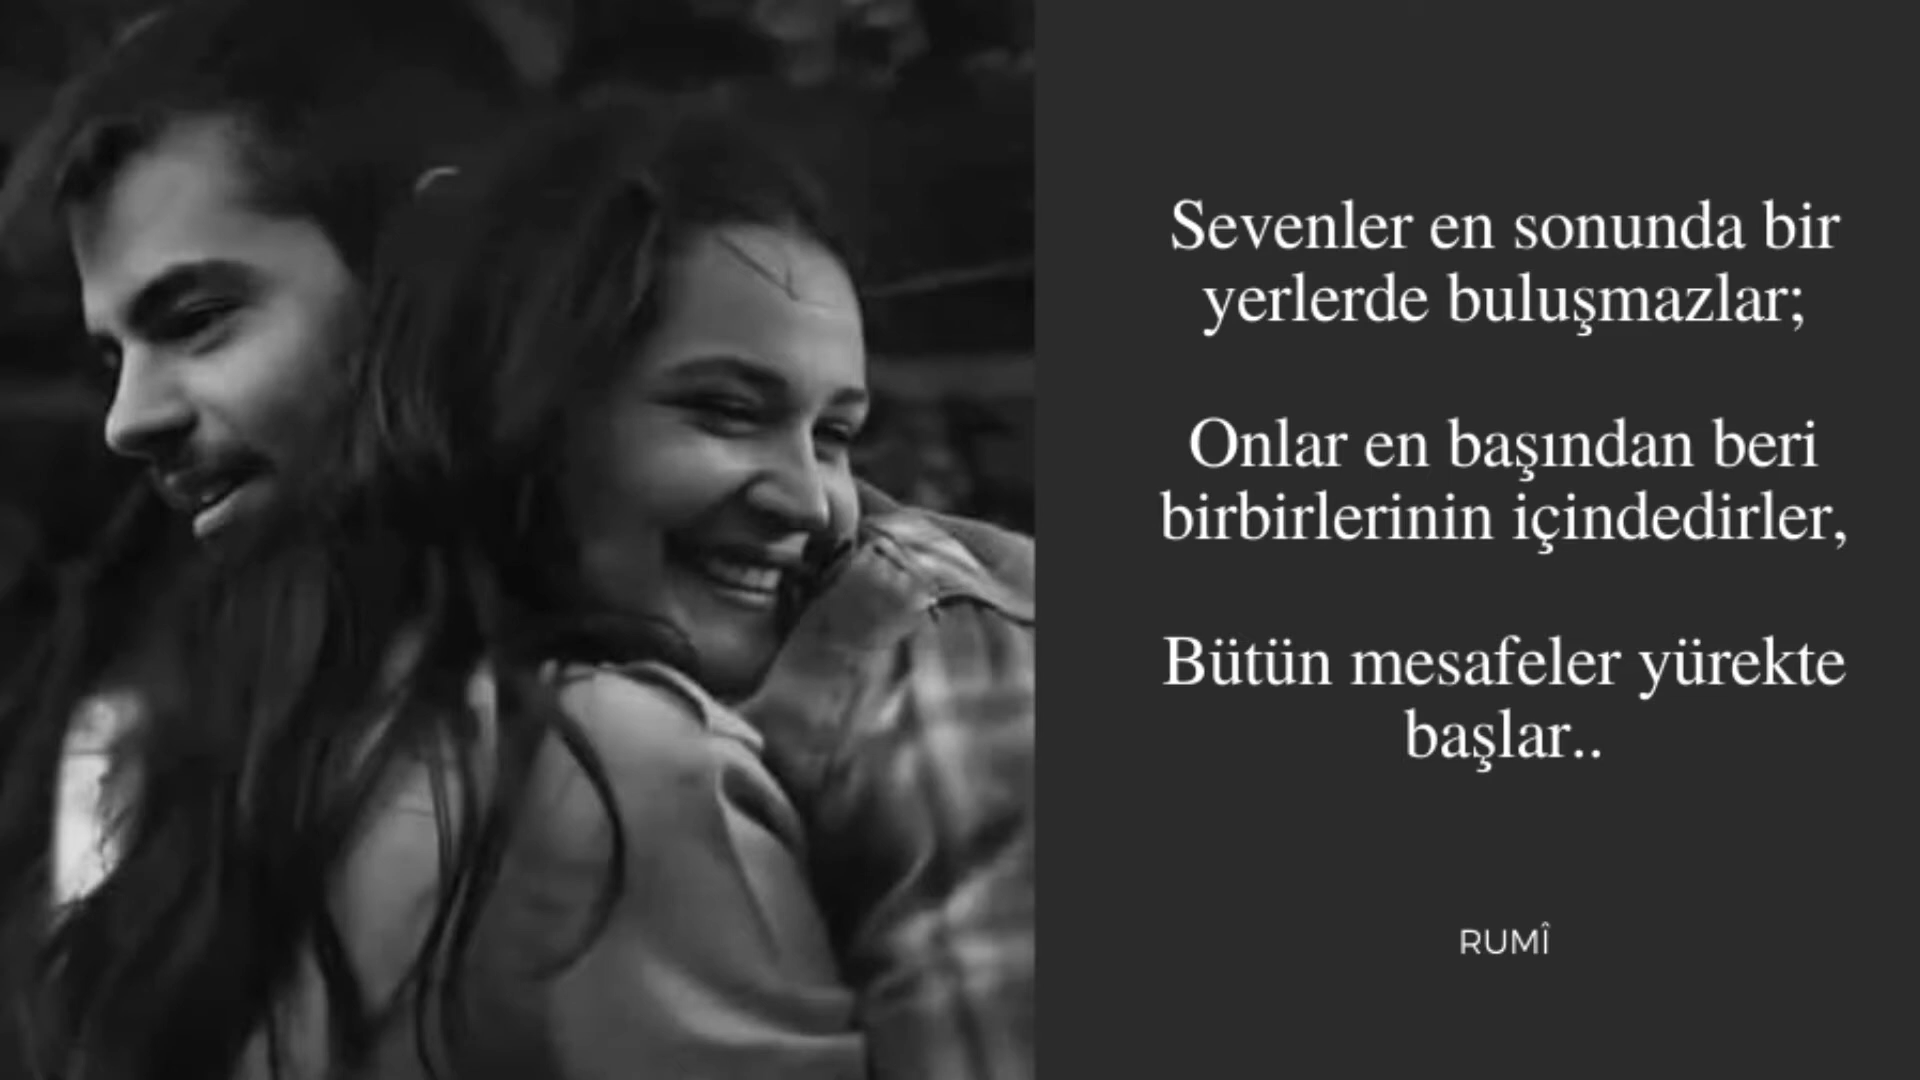 Sevenler en sonunda bir
yerlerde buluşmazlar;
Onlar en başından beri
birbirlerinin içindedirler,
Bütün mesafeler yürekte
başlar..
RUMÎ